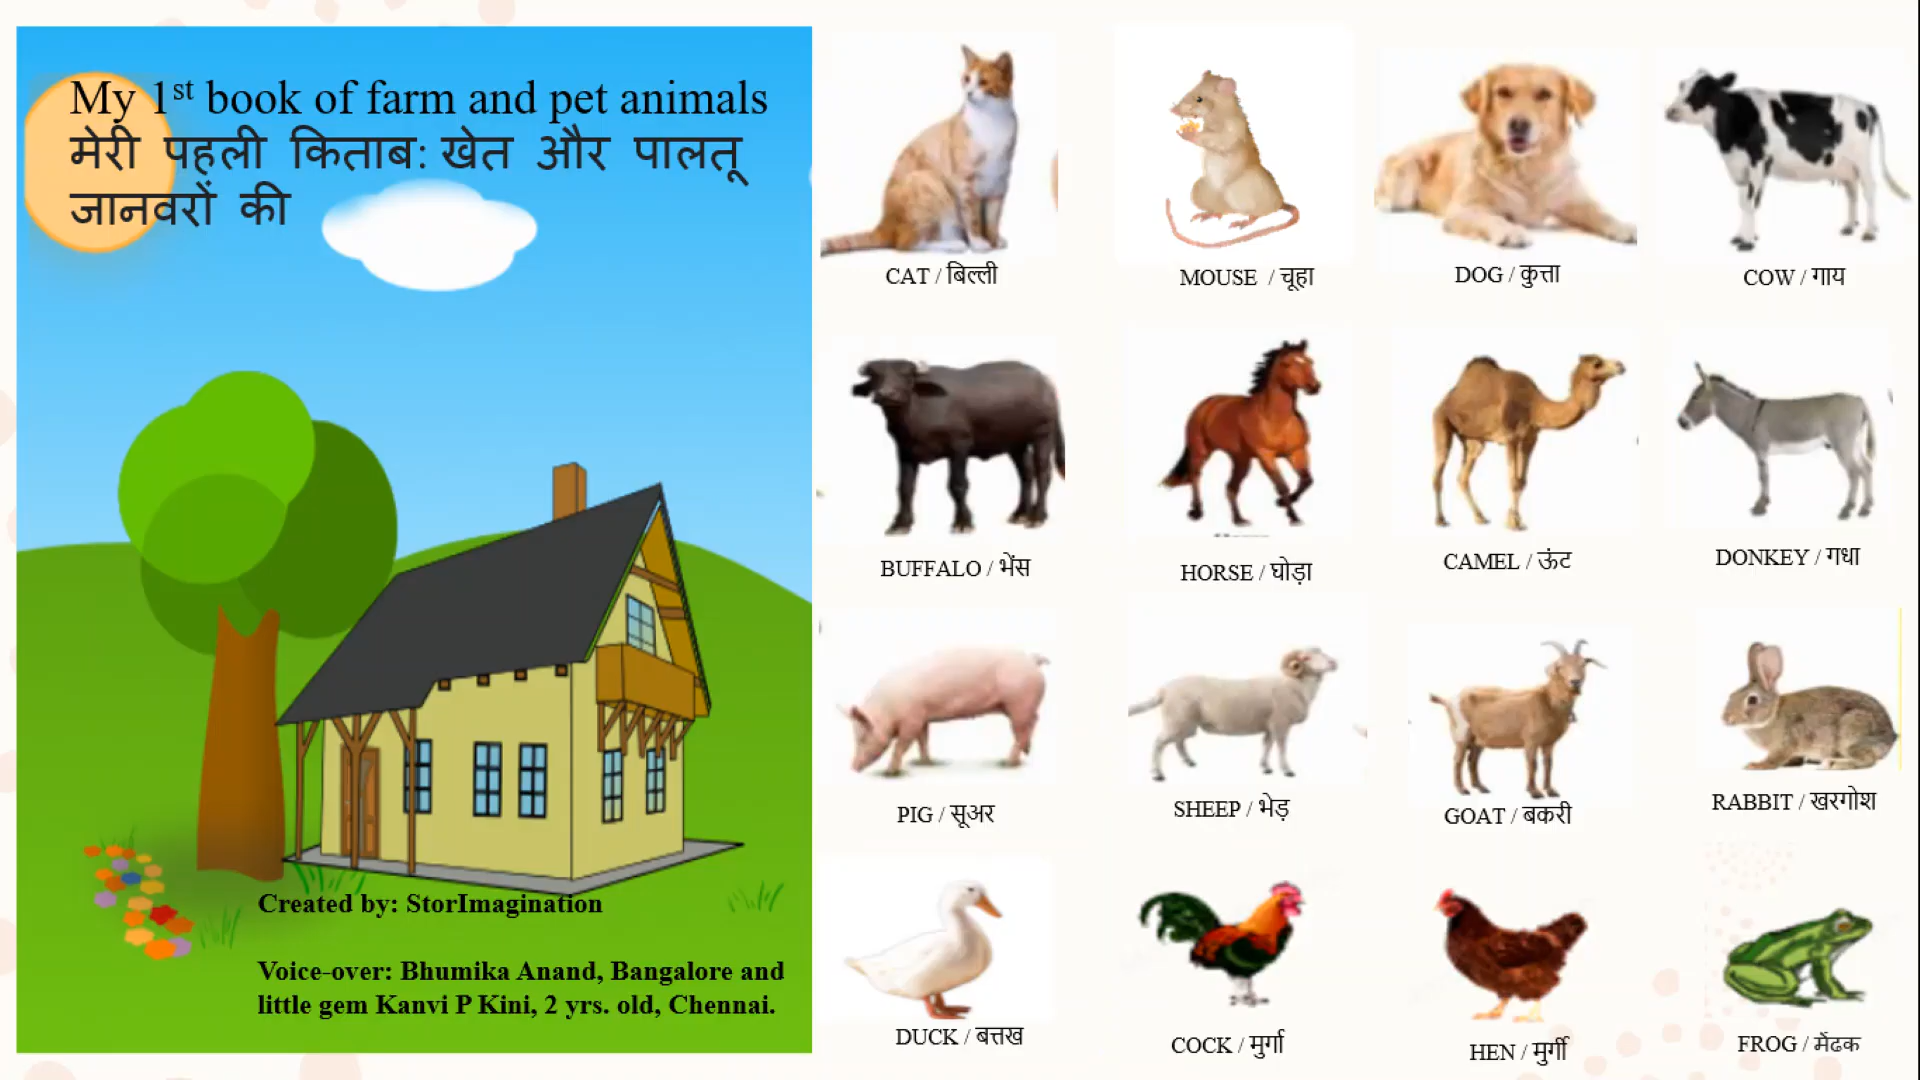 My 1st book of farm and pet animals
मेरी पहली किताबः खेत और पालतू
जानवरों की
CAT / बिल्ली
MOUSE / चूहा
DOG / कुत्ता
COW / गाय
BUFFALO / भेंस
HORSE / घोड़ा
CAMEL / ऊंट
DONKEY / गधा
PIG / सूअर
SHEEP / भेड़
GOAT / बकरी
RABBIT / खरगोश
DUCK / बत्तख
COCK / मुर्गा
HEN / मुर्गी
FROG / मेंढक
Created by: StorImagination
Voice-over: Bhumika Anand, Bangalore and
little gem Kanvi P Kini, 2 yrs. old, Chennai.